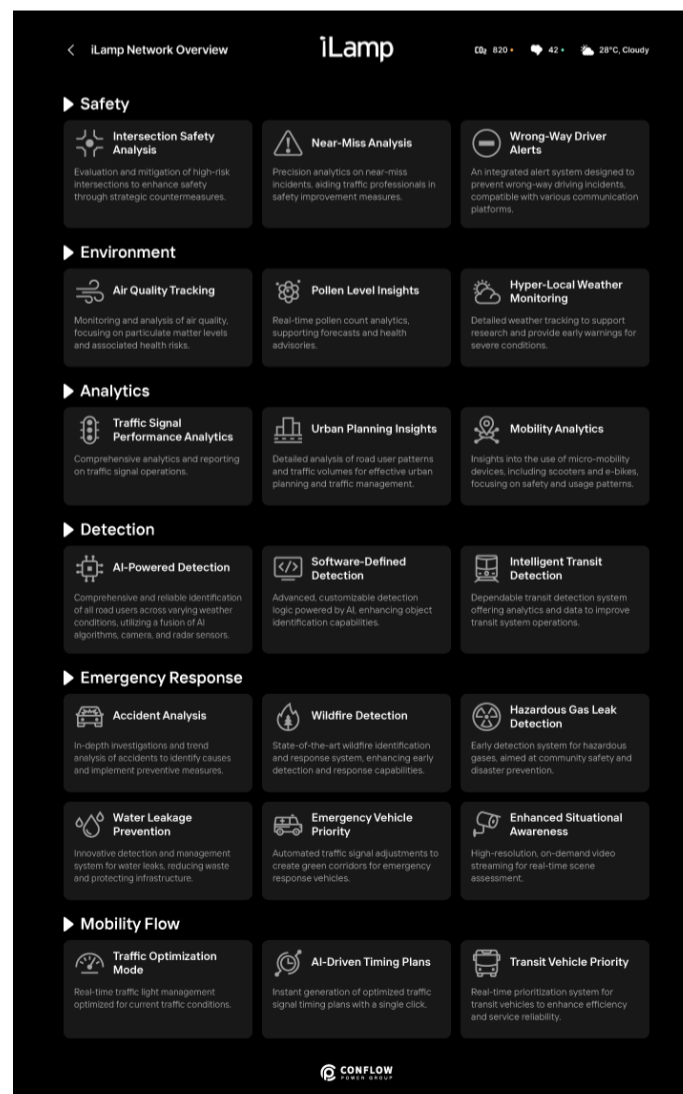 iLamp Network Overview
iLamp
CO₂ 820
42
28°C, Cloudy
Safety
Intersection Safety
Analysis
Evaluation and mitigation of high-risk
intersections to enhance safety
through strategic countermeasures.
Near-Miss Analysis
Precision analytics on near-miss
incidents, aiding traffic professionals in
safety improvement measures.
Wrong-Way Driver
Alerts
An integrated alert system designed to
prevent wrong-way driving incidents,
compatible with various communication
platforms.
Environment
Air Quality Tracking
Monitoring and analysis of air quality,
focusing on particulate matter levels
and associated health risks.
Pollen Level Insights
Real-time pollen count analytics,
supporting forecasts and health
advisories.
Hyper-Local Weather
Monitoring
Detailed weather tracking to support
research and provide early warnings for
severe conditions.
Analytics
Traffic Signal
Performance Analytics
Comprehensive analytics and reporting
on traffic signal operations.
Urban Planning Insights
Detailed analysis of road user patterns
and traffic volumes for effective urban
planning and traffic management.
Mobility Analytics
Insights into the use of micro-mobility
devices, including scooters and e-bikes,
focusing on safety and usage patterns.
Detection
AI-Powered Detection
Comprehensive and reliable identification
of all road users across varying weather
conditions, utilizing a fusion of AI
algorithms, camera, and radar sensors.
Software-Defined
Detection
Advanced, customizable detection
logic powered by AI, enhancing object
identification capabilities.
Intelligent Transit
Detection
Dependable transit detection system
offering analytics and data to improve
transit system operations.
Emergency Response
Accident Analysis
In-depth investigations and trend
analysis of accidents to identify causes
and implement preventive measures.
Wildfire Detection
State-of-the-art wildfire identification
and response system, enhancing early
detection and response capabilities.
Hazardous Gas Leak
Detection
Early detection system for hazardous
gases, aimed at community safety and
disaster prevention.
Water Leakage
Prevention
Innovative detection and management
system for water leaks, reducing waste
and protecting infrastructure.
Emergency Vehicle
Priority
Automated traffic signal adjustments to
create green corridors for emergency
response vehicles.
Enhanced Situational
Awareness
High-resolution, on-demand video
streaming for real-time scene
assessment.
Mobility Flow
Traffic Optimization
Mode
Real-time traffic light management
optimized for current traffic conditions.
AI-Driven Timing Plans
Instant generation of optimized traffic
signal timing plans with a single click.
Transit Vehicle Priority
Real-time prioritization system for
transit vehicles to enhance efficiency
and service reliability.
CONFLOW
POWER GROUP